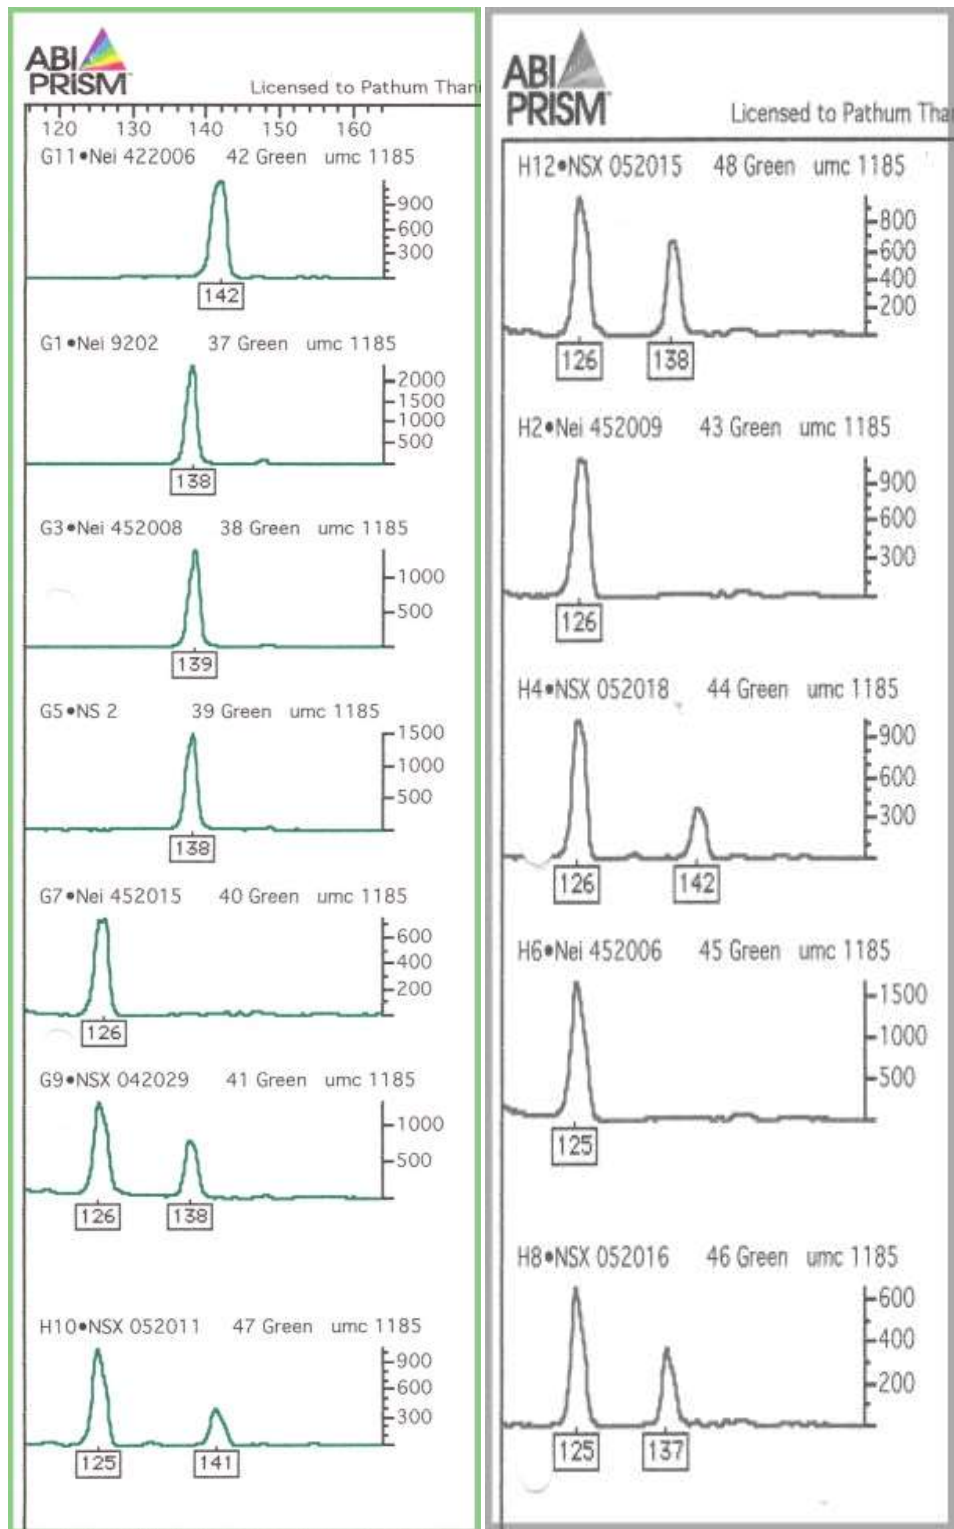 ABI
PRISM™
Licensed to Pathum Thani
120 130 140 150 160
G11•Nei 422006 42 Green umc 1185
900
600
300
142
G1•Nei 9202 37 Green umc 1185
2000
1500
1000
500
138
G3•Nei 452008 38 Green umc 1185
1000
500
139
G5•NS 2 39 Green umc 1185
1500
1000
500
138
G7•Nei 452015 40 Green umc 1185
600
400
200
126
G9•NSX 042029 41 Green umc 1185
1000
500
126 138
H10•NSX 052011 47 Green umc 1185
900
600
300
125 141
ABI
PRISM™
Licensed to Pathum Tha
H12•NSX 052015 48 Green umc 1185
800
600
400
200
126 138
H2•Nei 452009 43 Green umc 1185
900
600
300
126
H4•NSX 052018 44 Green umc 1185
900
600
300
126 142
H6•Nei 452006 45 Green umc 1185
1500
1000
500
125
H8•NSX 052016 46 Green umc 1185
600
400
200
125 137